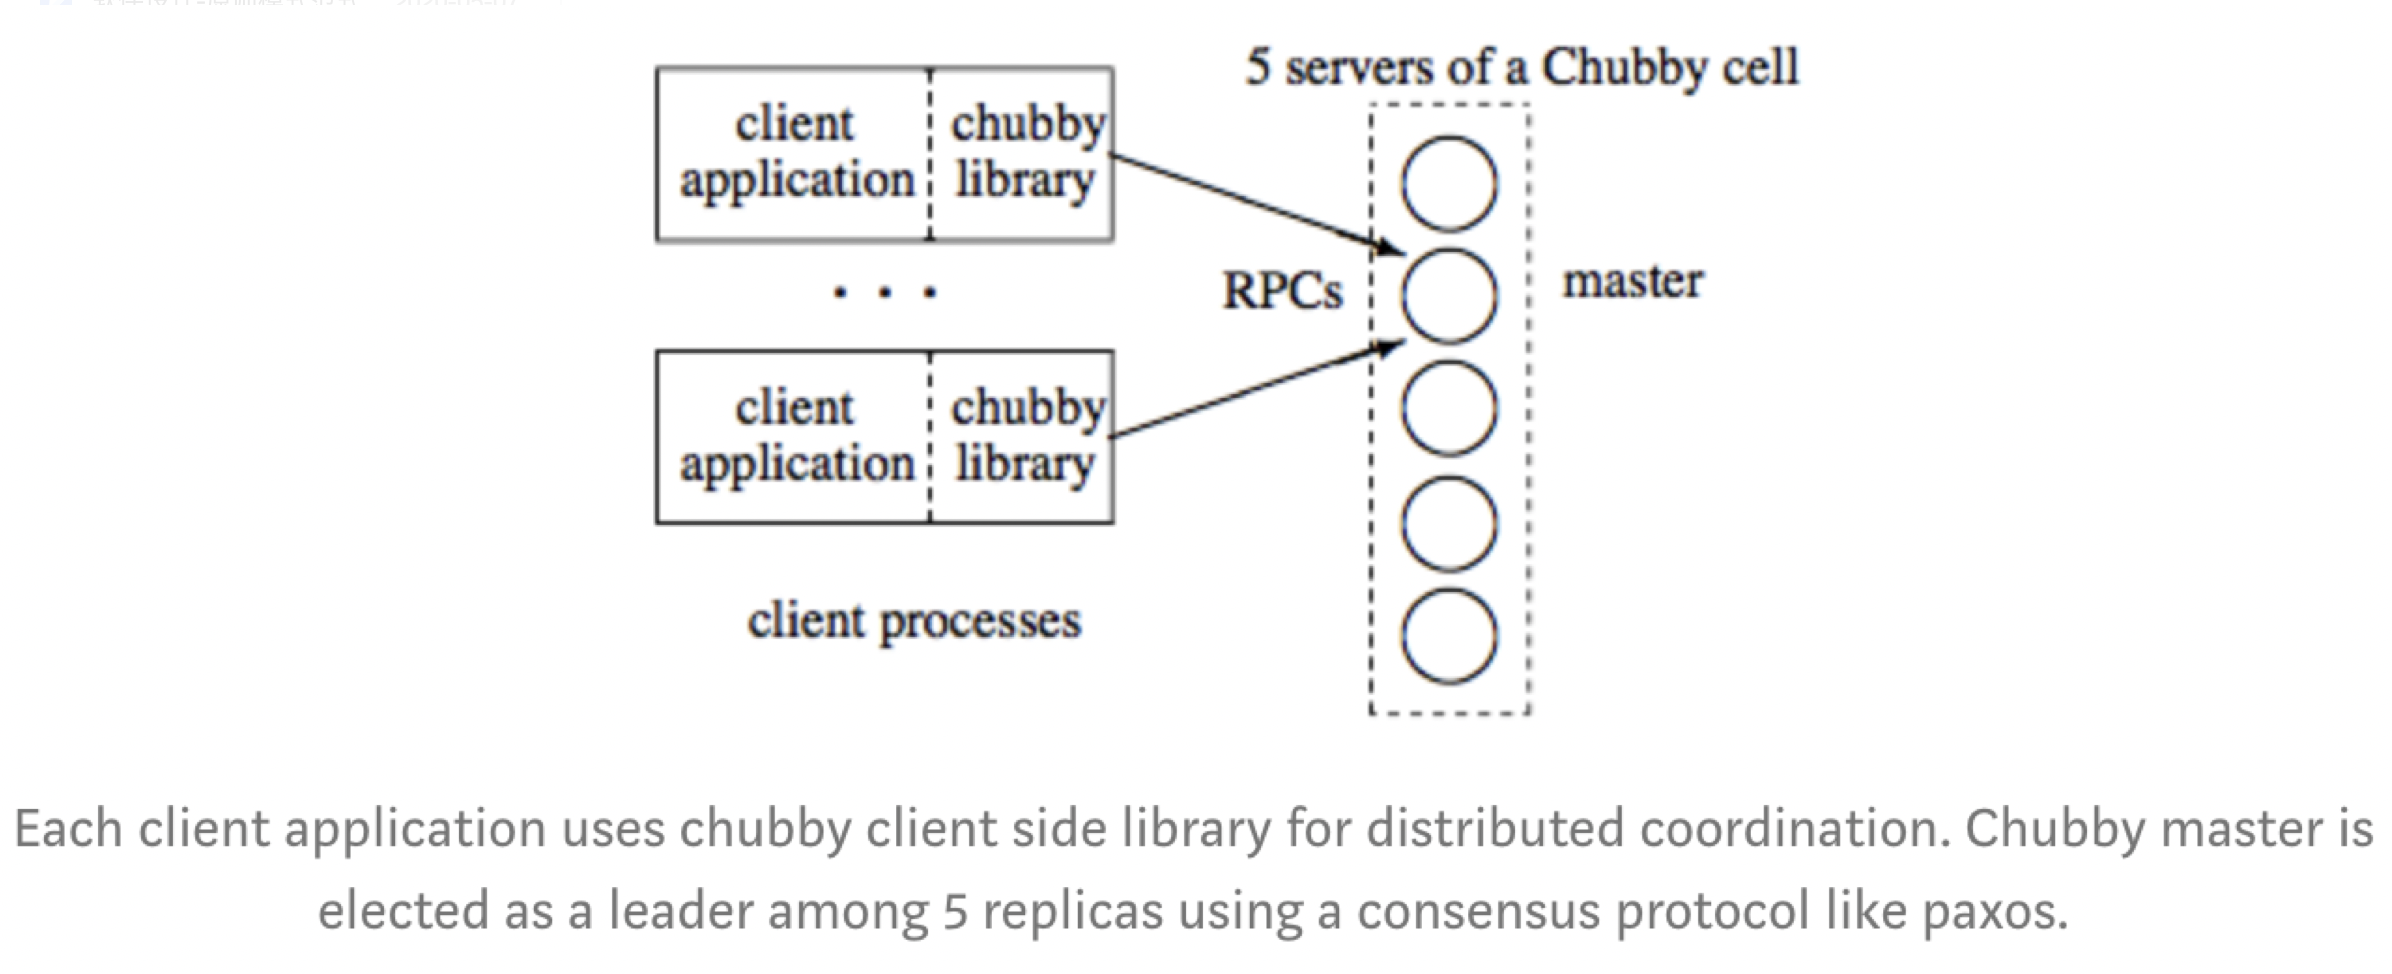 5 servers of a Chubby cell
client
application
chubby
library
. . .
RPCs
master
client
application
chubby
library
client processes
Each client application uses chubby client side library for distributed coordination. Chubby master is
elected as a leader among 5 replicas using a consensus protocol like paxos.